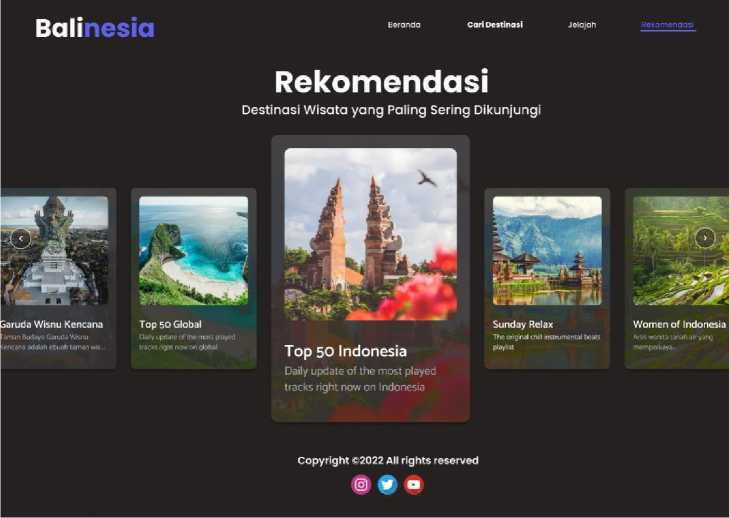 Balinesia
Beranda Cari Destinasi Jelajah Rekomendasi
Rekomendasi
Destinasi Wisata yang Paling Sering Dikunjungi
Garuda Wisnu Kencana
Taman Budaya Garuda Wisnu
Kencana adalah ebuah taman wis...
Top 50 Global
Daily update of the most played
tracks right now on global
Top 50 Indonesia
Daily update of the most played
tracks right now on Indonesia
Sunday Relax
The original chill instrumental beats
playlist
Women of Indonesia
Artis wanita tanah air yang
memperkaya...
Copyright ©2022 All rights reserved